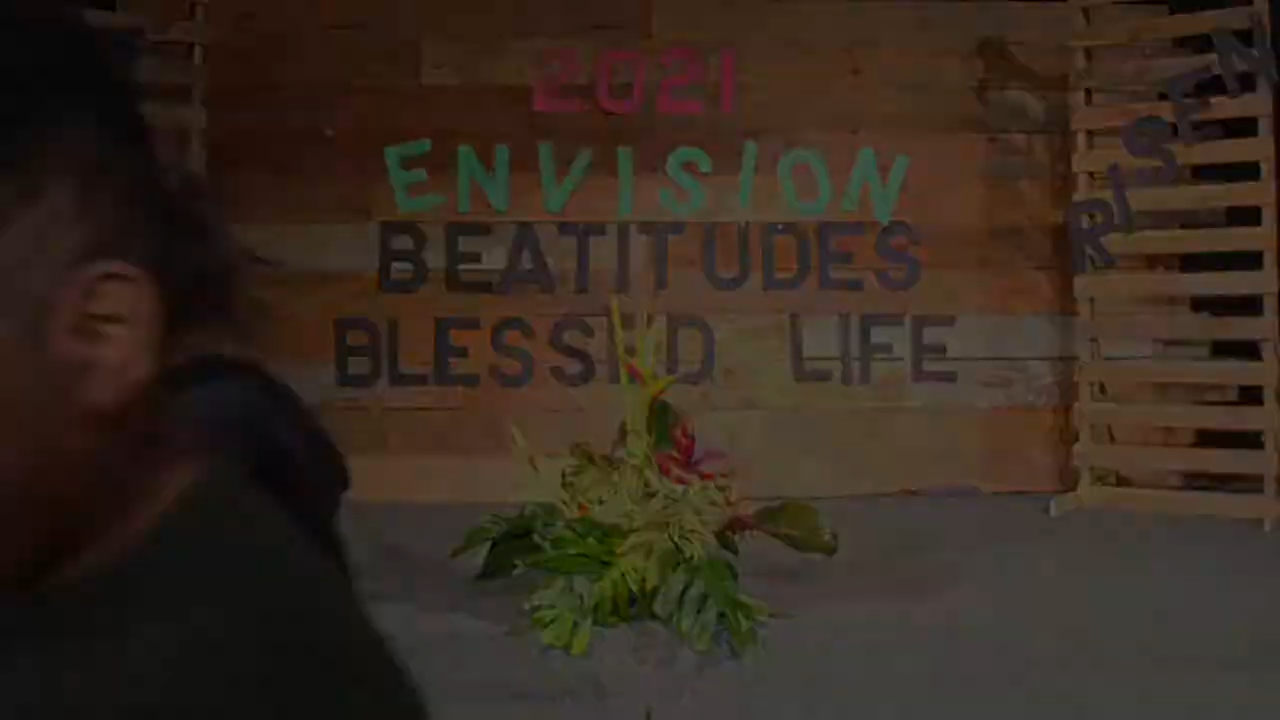 2021
ENVISION
BEATITUDES
BLESSED LIFE
RISEN